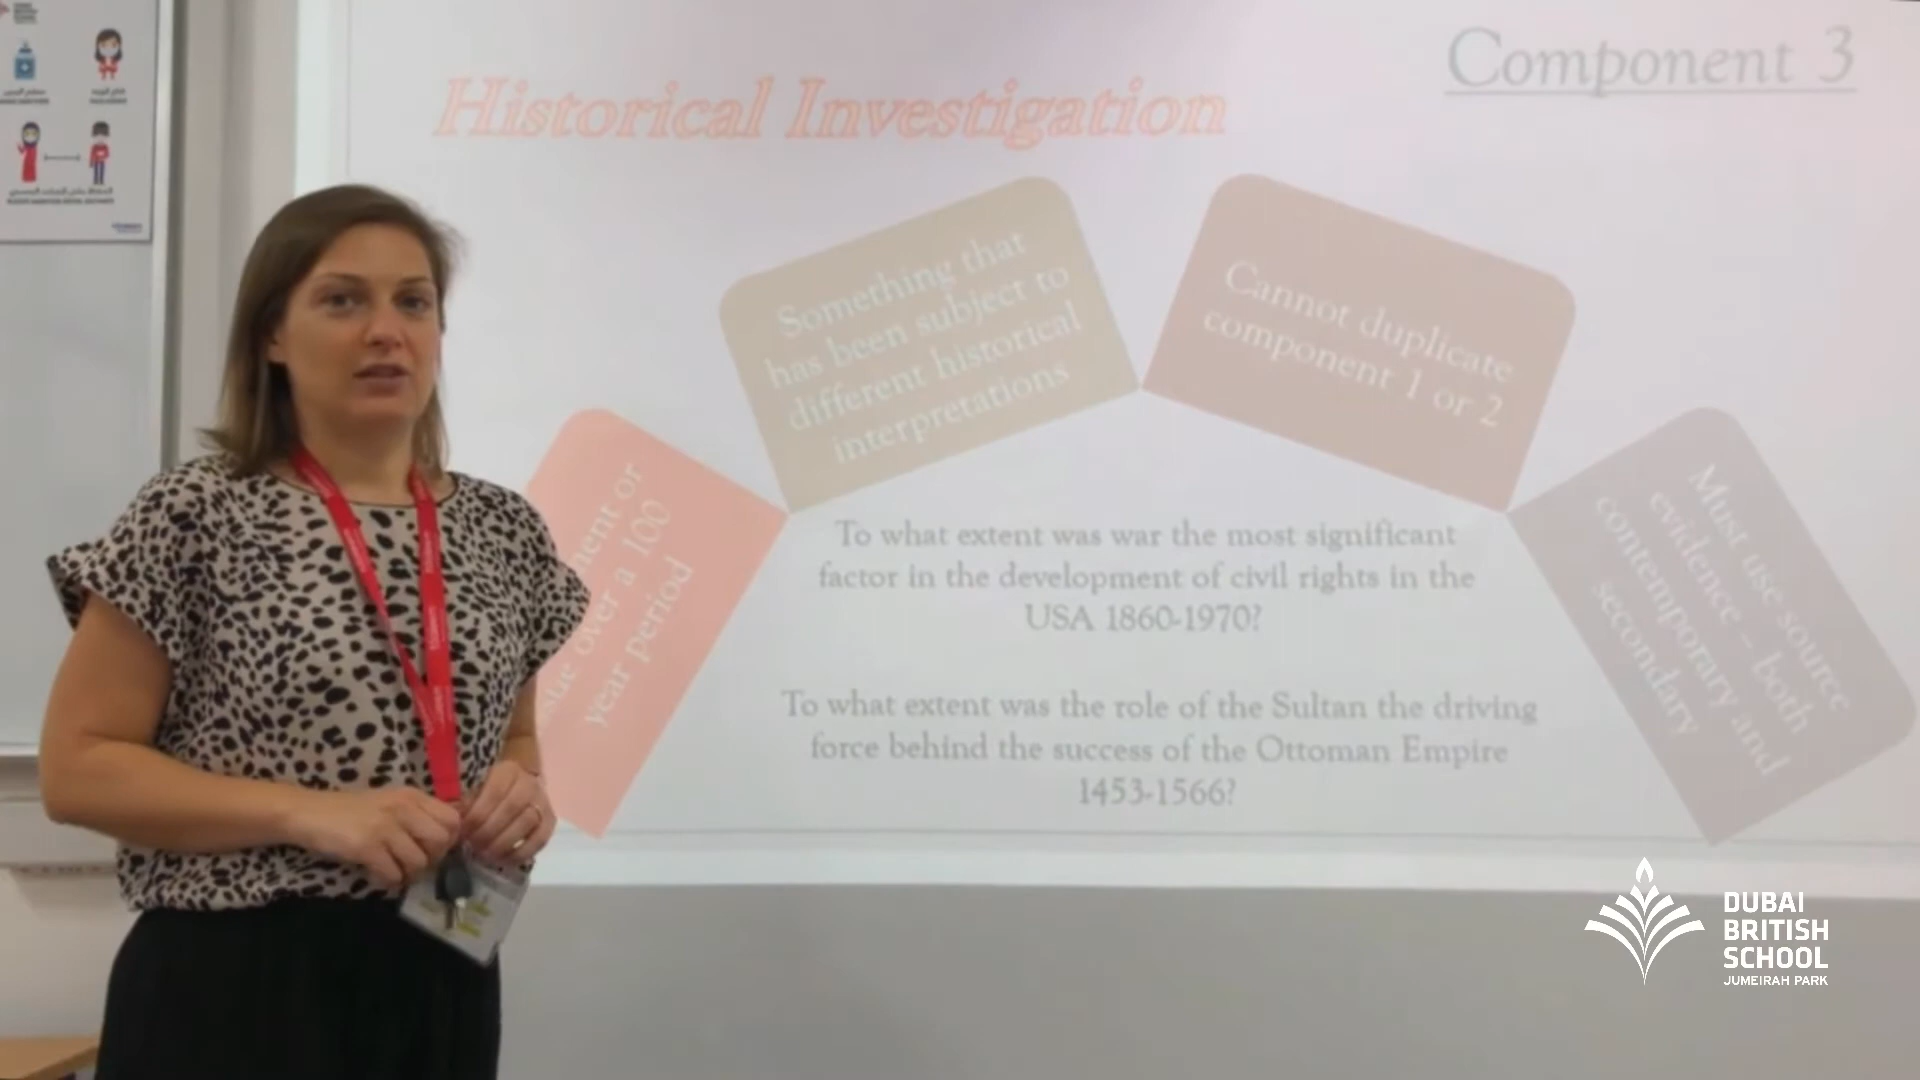 Component 3
Historical Investigation
Something that
has been subject to
different historical
interpretations
Cannot duplicate
component 1 or 2
over a 100
year period
Must use source
evidence – both
contemporary and
secondary
To what extent was war the most significant
factor in the development of civil rights in the
USA 1860-1970?
To what extent was the role of the Sultan the driving
force behind the success of the Ottoman Empire
1453-1566?
DUBAI
BRITISH
SCHOOL
JUMEIRAH PARK